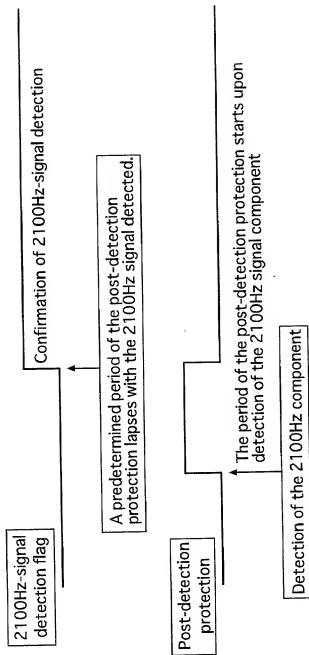 2100Hz-signal
detection flag
Confirmation of 2100Hz-signal detection
A predetermined period of the post-detection
protection lapses with the 2100Hz signal detected.
Post-detection
protection
The period of the post-detection protection starts upon
detection of the 2100Hz signal component
Detection of the 2100Hz component